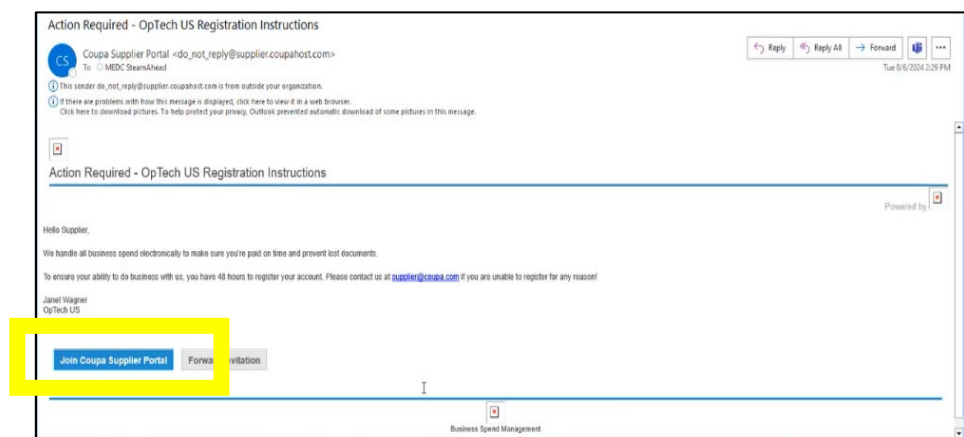 Action Required - OpTech US Registration Instructions
CS
Coupa Supplier Portal <do_not_reply@supplier.coupahost.com>
To MEDC SteamAhead
Reply Reply All Forward
Tue 8/6/2024 2:29 PM
This sender do_not_reply@supplier.coupahost.com is from outside your organization.
If there are problems with how this message is displayed, click here to view it in a web browser.
Click here to download pictures. To help protect your privacy, Outlook prevented automatic download of some pictures in this message.
Action Required - OpTech US Registration Instructions
Powered by
Hello Supplier,
We handle all business spend electronically to make sure you're paid on time and prevent lost documents.
To ensure your ability to do business with us, you have 48 hours to register your account. Please contact us at supplier@coupa.com if you are unable to register for any reason!
Janet Wagner
OpTech US
Join Coupa Supplier Portal
Business Spend Management